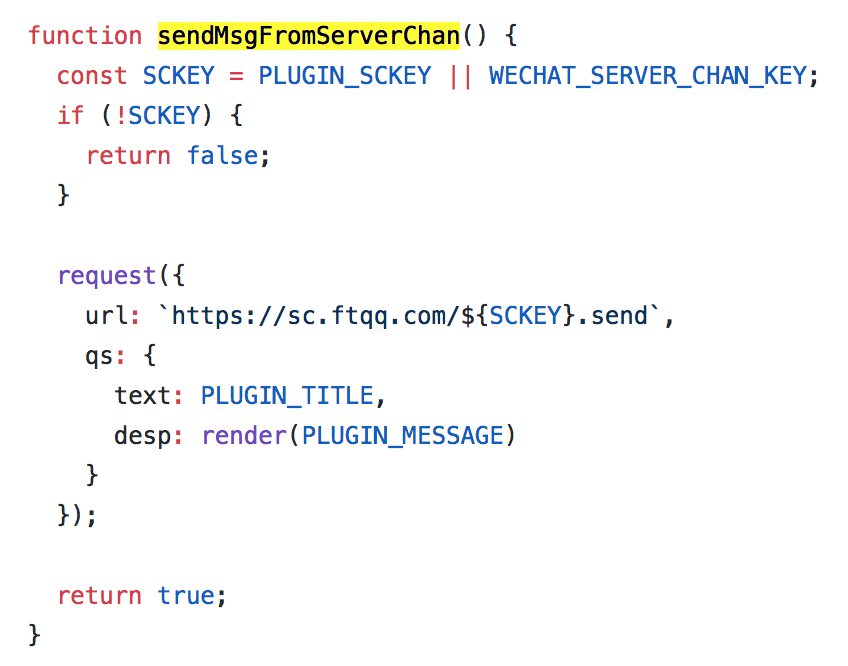 function sendMsgFromServerChan() {
  const SCKEY = PLUGIN_SCKEY || WECHAT_SERVER_CHAN_KEY;
  if (!SCKEY) {
    return false;
  }

  request({
    url: `https://sc.ftqq.com/${SCKEY}.send`,
    qs: {
      text: PLUGIN_TITLE,
      desp: render(PLUGIN_MESSAGE)
    }
  });

  return true;
}